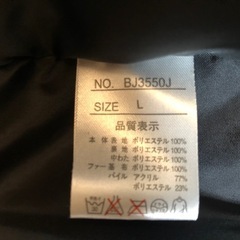 NO. BJ3550J
SIZE L
品質表示
本体表地 ポリエステル100%
裏地 ポリエステル100%
中わた ポリエステル100%
ファー部布 ポリエステル100%
パイル アクリル 77%
ポリエステル 23%